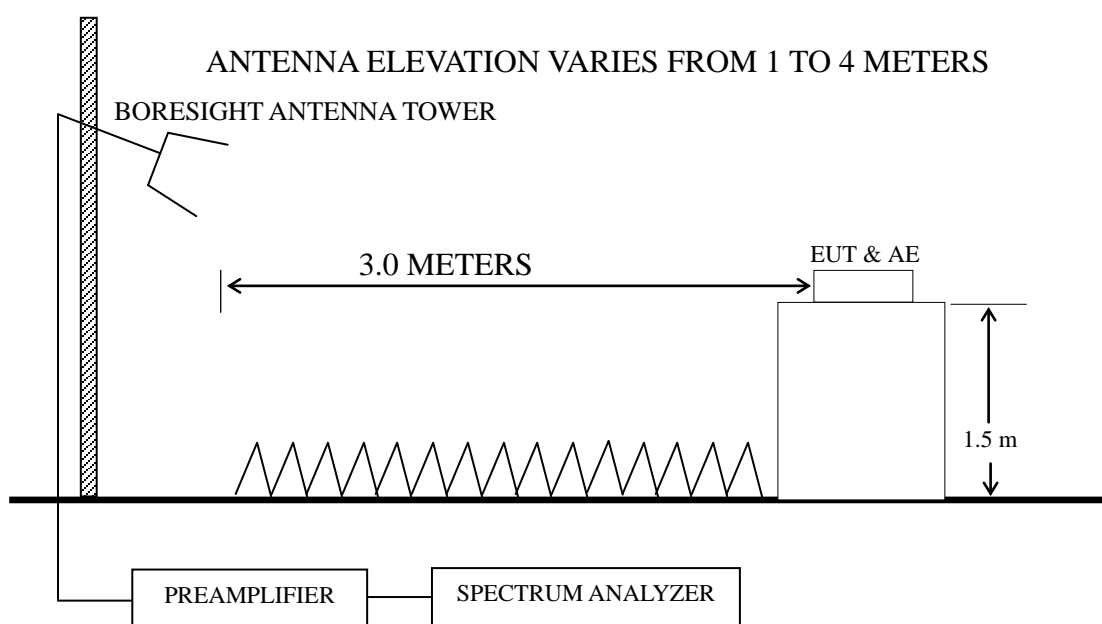 ANTENNA ELEVATION VARIES FROM 1 TO 4 METERS
BORESIGHT ANTENNA TOWER
EUT & AE
3.0 METERS
1.5 m
PREAMPLIFIER
SPECTRUM ANALYZER